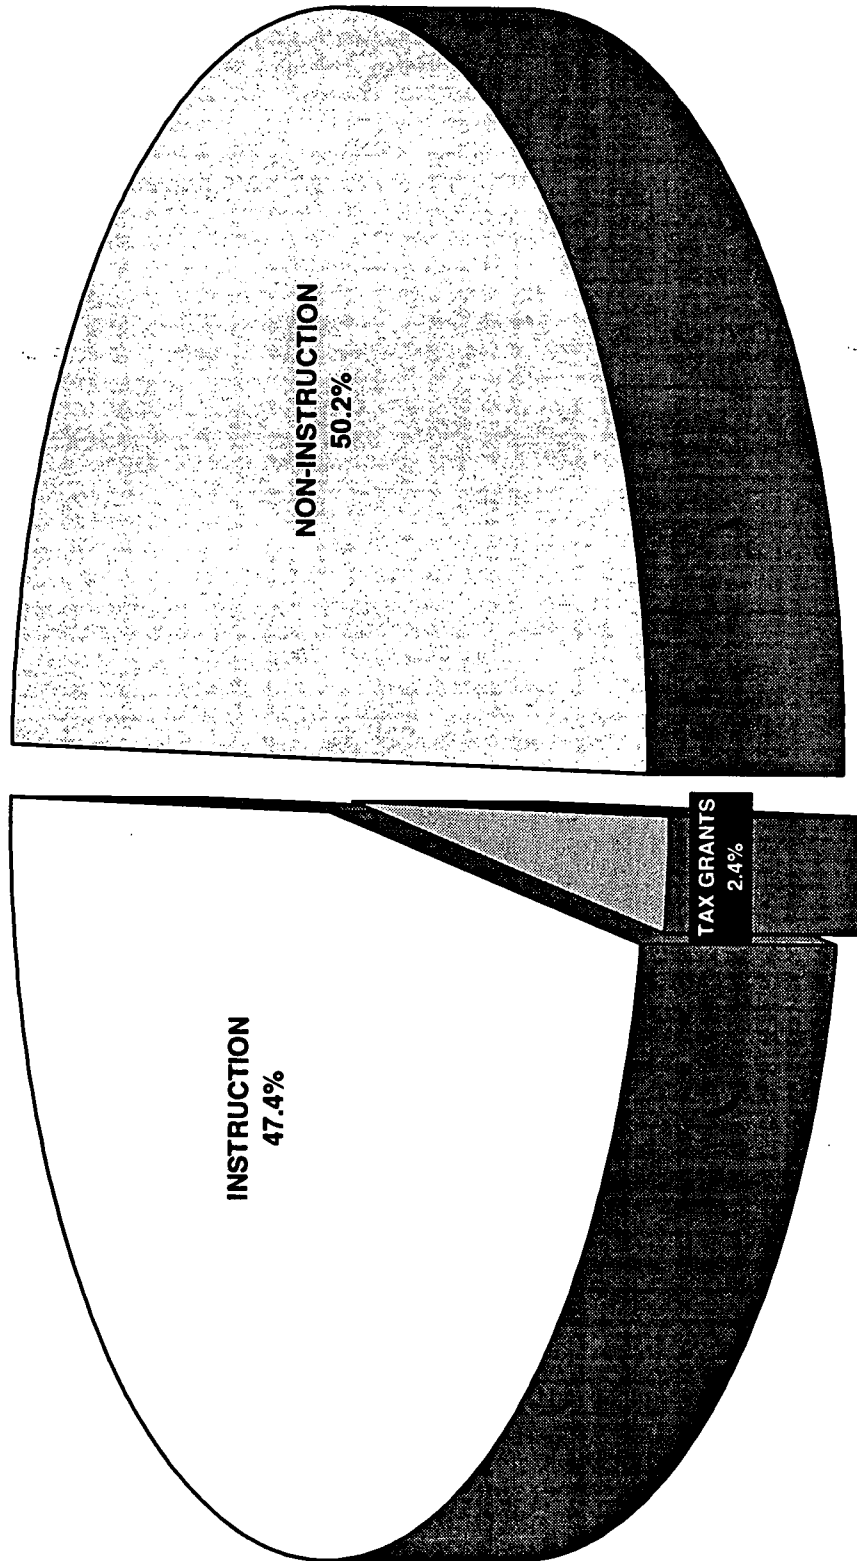 INSTRUCTION
47.4%
TAX GRANTS
2.4%
NON-INSTRUCTION
50.2%